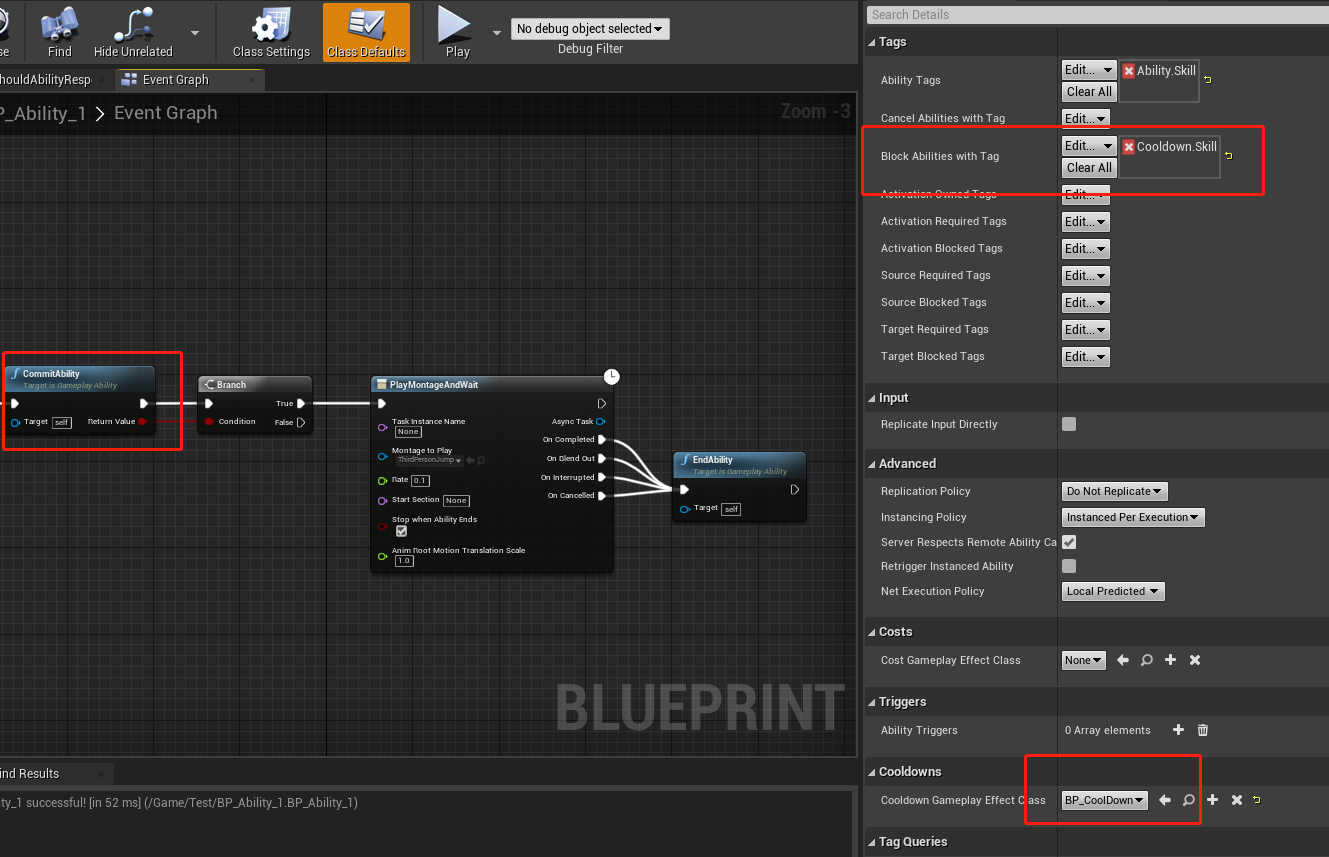 se
Find
Hide Unrelated
Class Settings
Class Defaults
Play
No debug object selected
Debug Filter
houldAbilityResp
Event Graph
P_Ability_1 > Event Graph
Zoom -3
CommitAbility
Target is Gameplay Ability
Target self
Return Value
Branch
True
Condition
False
PlayMontageAndWait
Task Instance Name
None
Async Task
On Completed
Montage to Play
ThirdPersonJump
On Blend Out
Rate 0.1
On Interrupted
Start Section None
On Cancelled
Stop when Ability Ends
Anim Root Motion Translation Scale
1.0
EndAbility
Target is Gameplay Ability
Target self
BLUEPRINT
ind Results
ty_1 successful! [in 52 ms] (/Game/Test/BP_Ability_1.BP_Ability_1)
Search Details
Tags
Ability Tags
Edit...
Clear All
Ability.Skill
Cancel Abilities with Tag
Edit...
Block Abilities with Tag
Edit...
Clear All
Cooldown.Skill
Activation Owned Tags
Edit...
Activation Required Tags
Edit...
Activation Blocked Tags
Edit...
Source Required Tags
Edit...
Source Blocked Tags
Edit...
Target Required Tags
Edit...
Target Blocked Tags
Edit...
Input
Replicate Input Directly
Advanced
Replication Policy
Do Not Replicate
Instancing Policy
Instanced Per Execution
Server Respects Remote Ability Ca
Retrigger Instanced Ability
Net Execution Policy
Local Predicted
Costs
Cost Gameplay Effect Class
None
Triggers
Ability Triggers
0 Array elements
Cooldowns
Cooldown Gameplay Effect Class
BP_CoolDown
Tag Queries